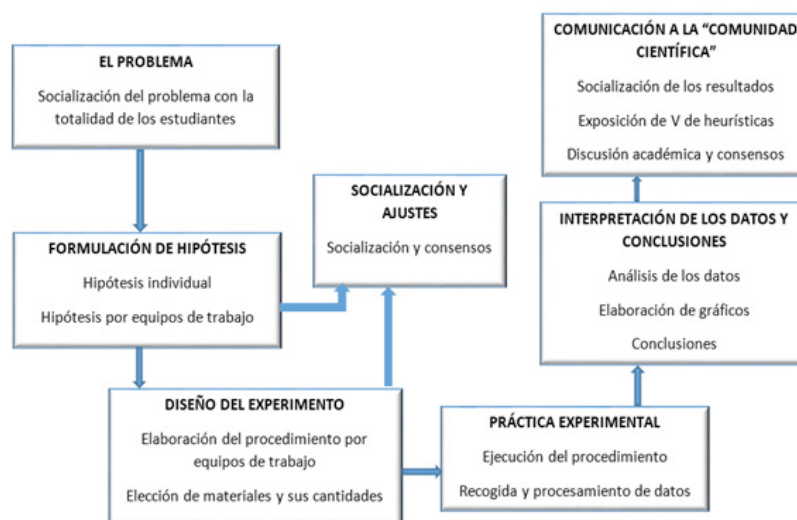 EL PROBLEMA
Socialización del problema con la
totalidad de los estudiantes
FORMULACIÓN DE HIPÓTESIS
Hipótesis individual
Hipótesis por equipos de trabajo
SOCIALIZACIÓN Y
AJUSTES
Socialización y consensos
DISEÑO DEL EXPERIMENTO
Elaboración del procedimiento por
equipos de trabajo
Elección de materiales y sus cantidades
PRÁCTICA EXPERIMENTAL
Ejecución del procedimiento
Recogida y procesamiento de datos
INTERPRETACIÓN DE LOS DATOS Y
CONCLUSIONES
Análisis de los datos
Elaboración de gráficos
Conclusiones
COMUNICACIÓN A LA “COMUNIDAD
CIENTÍFICA”
Socialización de los resultados
Exposición de V de heurísticas
Discusión académica y consensos